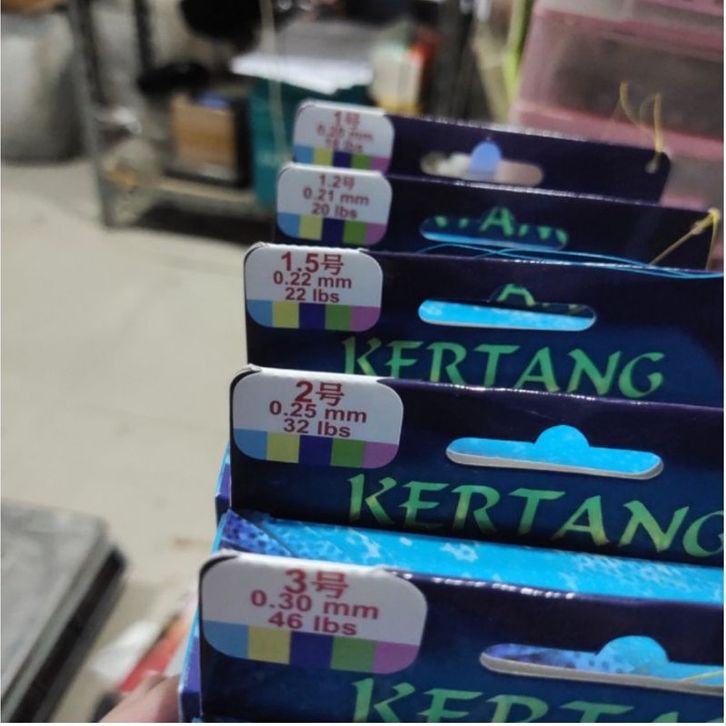 1号
1.2号
0.21 mm
20 lbs
1.5号
0.22 mm
22 lbs
KERTANG
2号
0.25 mm
32 lbs
KERTANG
3号
0.30 mm
46 lbs
KERTA